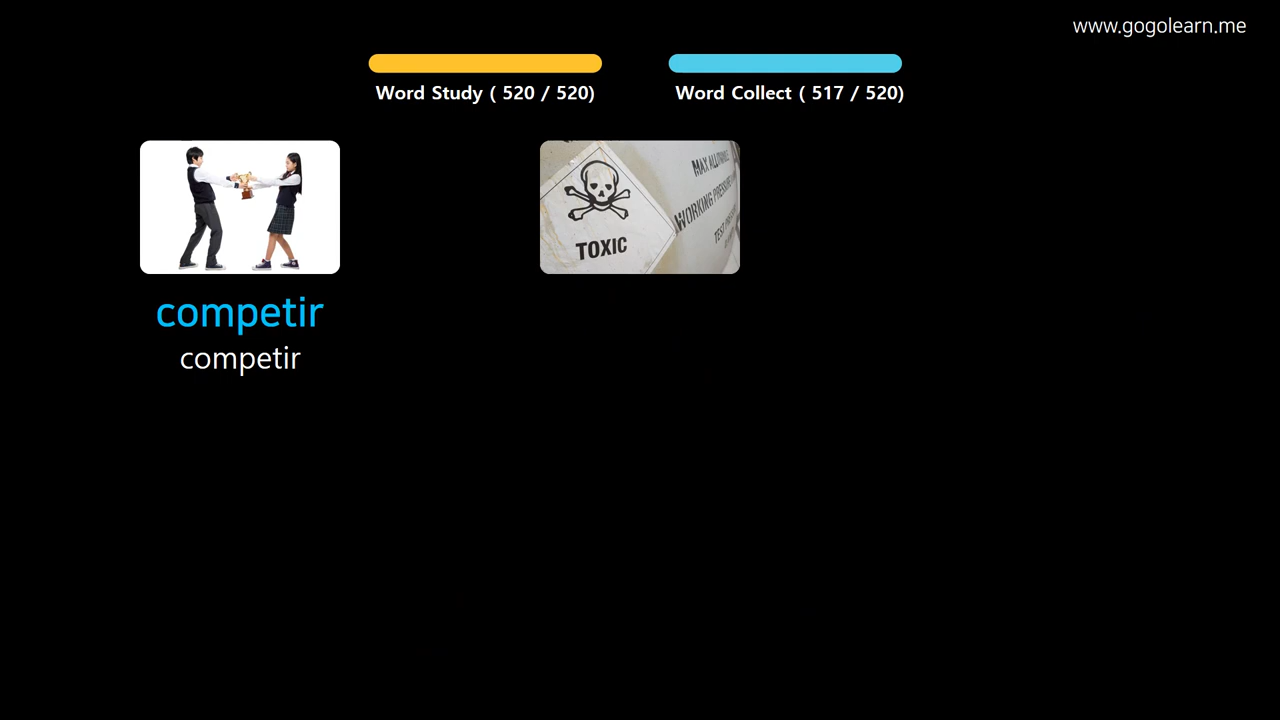 www.gogolearn.me
Word Study ( 520 / 520)
Word Collect ( 517 / 520)
MAX ALLOWABLE
WORKING PRESSURE
TOXIC
competir
competir